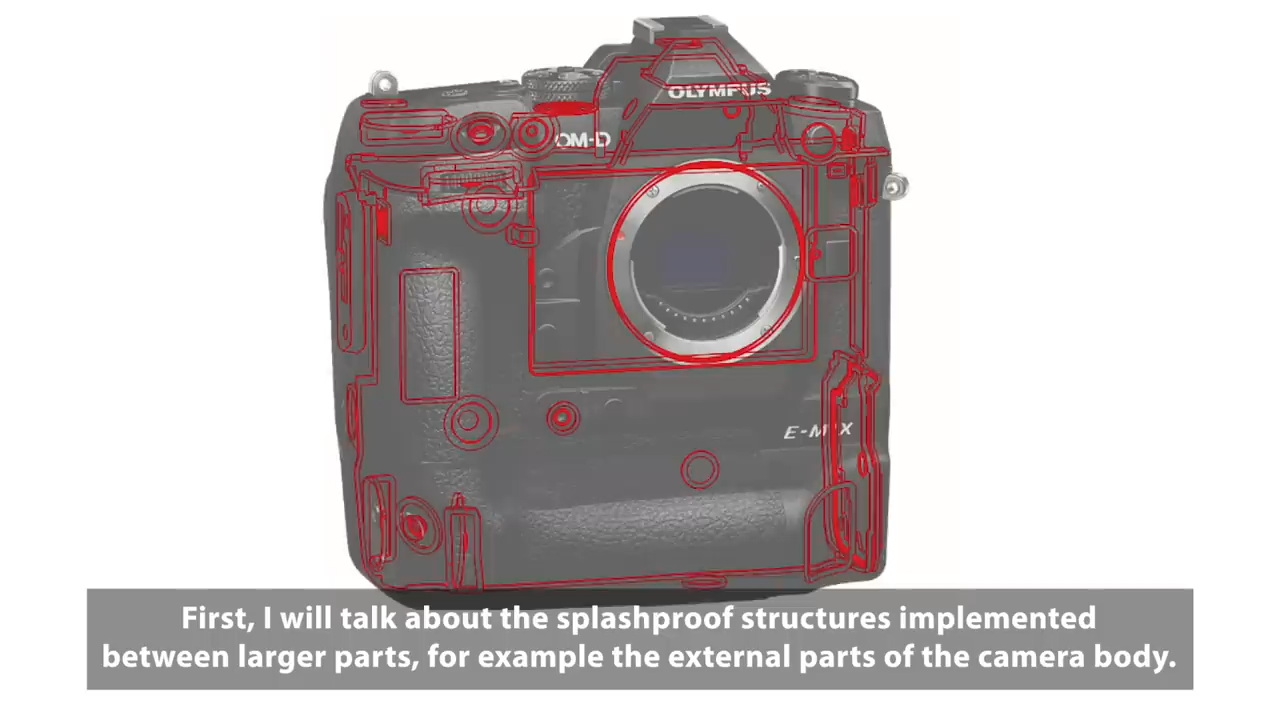 OLYMPUS
OM-D
E-M1X
First, I will talk about the splashproof structures implemented
between larger parts, for example the external parts of the camera body.